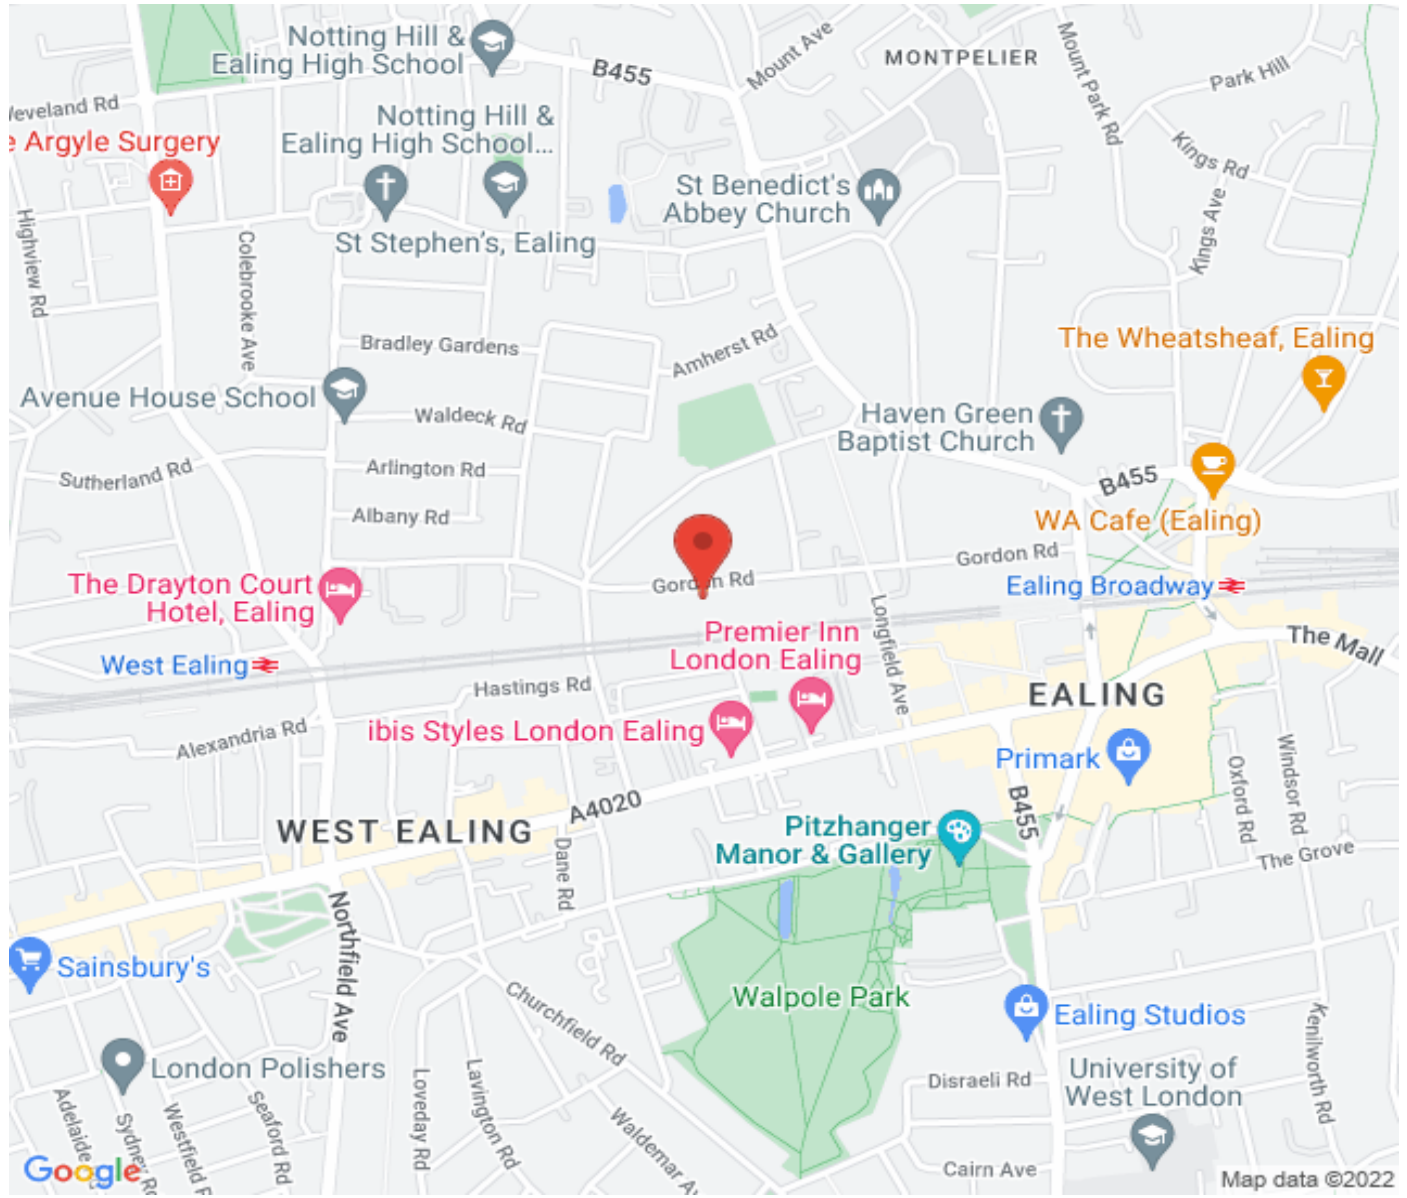 Notting Hill &
Ealing High School
B455
Mount Ave
MONTPELIER
Mount Park Rd
Park Hill
Notting Hill &
Ealing High School...
Argyle Surgery
Kings Rd
St Benedict's
Abbey Church
Kings Ave
Highview Rd
Colebrooke Ave
St Stephen's, Ealing
Bradley Gardens
Amherst Rd
The Wheatsheaf, Ealing
Avenue House School
Waldeck Rd
Haven Green
Baptist Church
Sutherland Rd
Arlington Rd
B455
Albany Rd
WA Cafe (Ealing)
Gordon Rd
Gordon Rd
The Drayton Court
Hotel, Ealing
Ealing Broadway
Longfield Ave
Premier Inn
London Ealing
The Mall
West Ealing
Hastings Rd
EALING
ibis Styles London Ealing
Alexandria Rd
Primark
Oxford Rd
Windsor Rd
A4020
B455
WEST EALING
Pitzhanger
Manor & Gallery
Dane Rd
The Grove
Northfield Ave
Sainsbury's
Walpole Park
Churchfield Rd
Ealing Studios
Kenilworth Rd
London Polishers
University of
West London
Disraeli Rd
Loveday Rd
Lavington Rd
Adelaide
Sydney Rd
Westfield
Seaford Rd
Waldemar
Cairn Ave
Google
Map data ©2022